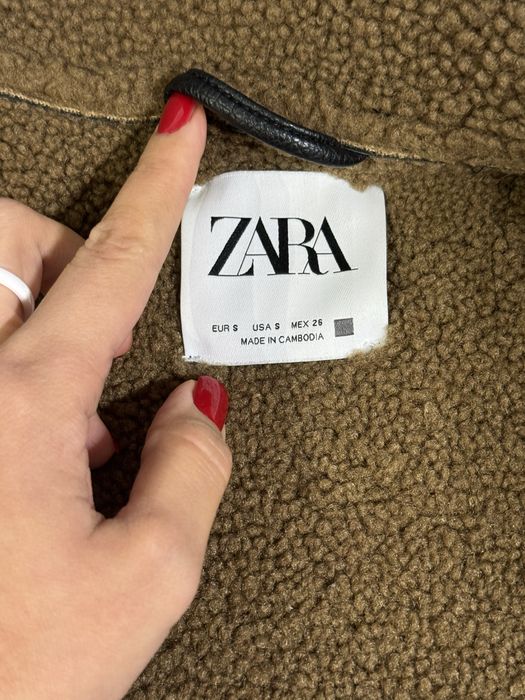 ZARA
EUR S USA S MEX 26
MADE IN CAMBODIA